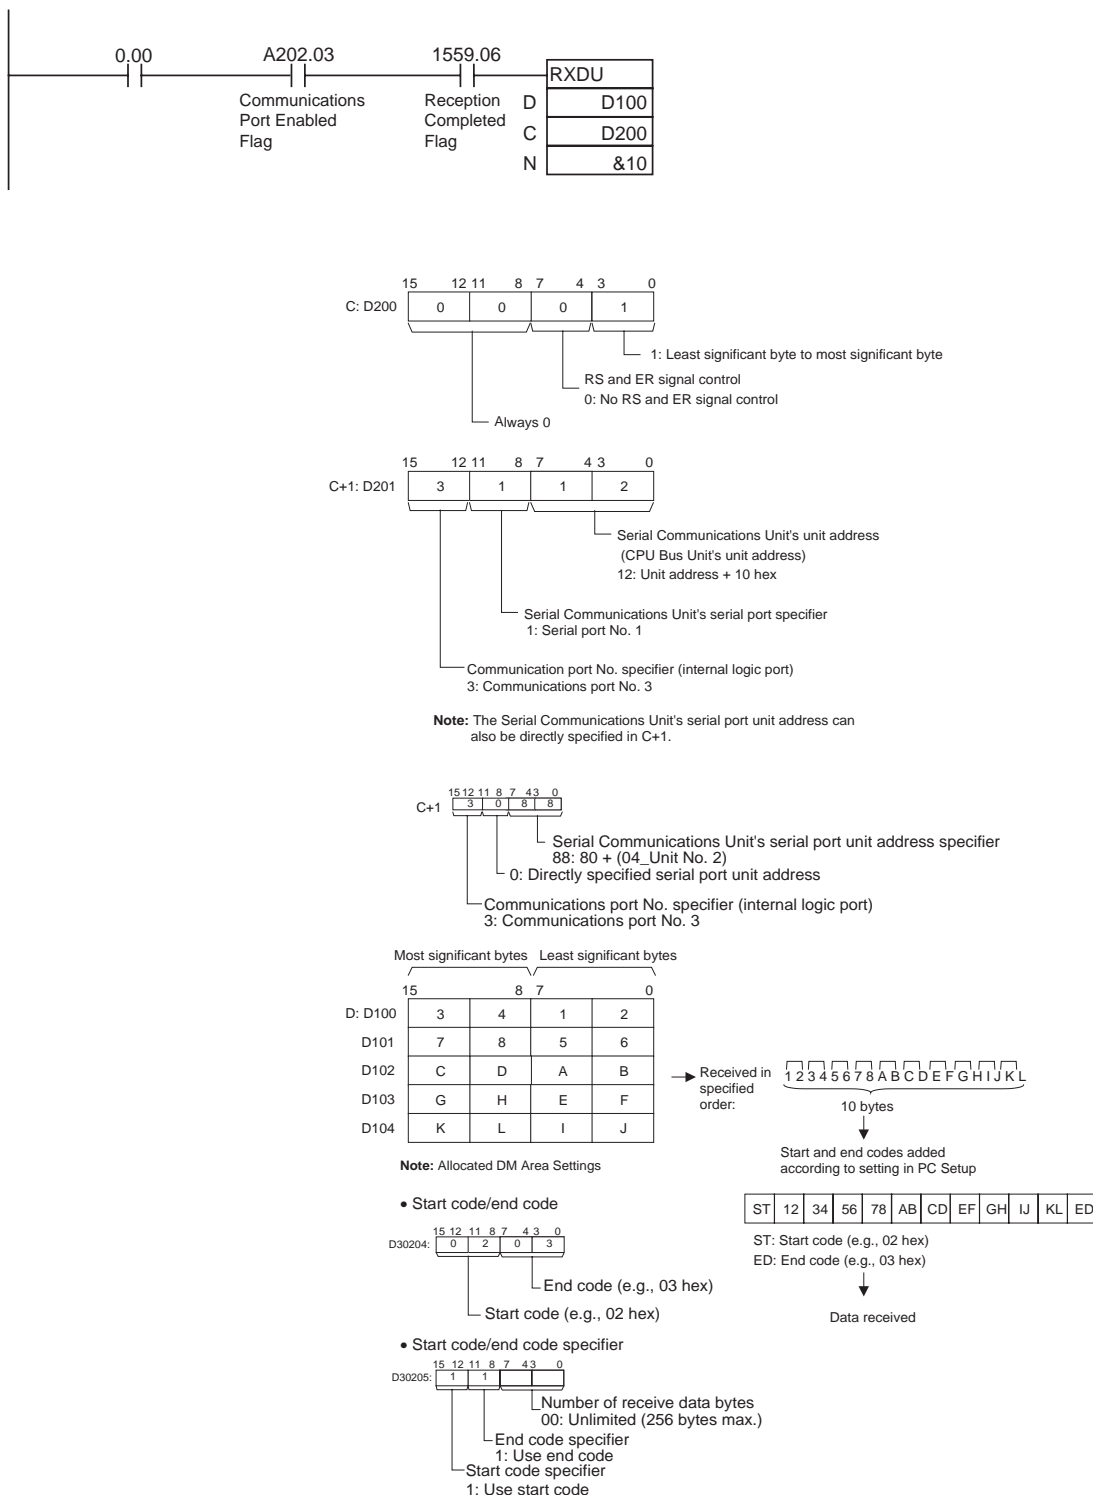 0.00 A202.03 1559.06
RXDU
Communications Port Enabled Flag
Reception Completed Flag
D D100
C D200
N &10
15 12 11 8 7 4 3 0
C: D200 0 0 0 1
1: Least significant byte to most significant byte
RS and ER signal control
0: No RS and ER signal control
Always 0
15 12 11 8 7 4 3 0
C+1: D201 3 1 1 2
Serial Communications Unit's unit address
(CPU Bus Unit's unit address)
12: Unit address + 10 hex
Serial Communications Unit's serial port specifier
1: Serial port No. 1
Communication port No. specifier (internal logic port)
3: Communications port No. 3
Note: The Serial Communications Unit's serial port unit address can
also be directly specified in C+1.
15 12 11 8 7 4 3 0
C+1 3 0 8 8
Serial Communications Unit's serial port unit address specifier
88: 80 + (04_Unit No. 2)
0: Directly specified serial port unit address
Communications port No. specifier (internal logic port)
3: Communications port No. 3
Most significant bytes Least significant bytes
15 8 7 0
D: D100 3 4 1 2
D101 7 8 5 6
D102 C D A B
D103 G H E F
D104 K L I J
Received in
specified
order:
1 2 3 4 5 6 7 8 A B C D E F G H I J K L
10 bytes
Start and end codes added
according to setting in PC Setup
Note: Allocated DM Area Settings
ST 12 34 56 78 AB CD EF GH IJ KL ED
ST: Start code (e.g., 02 hex)
ED: End code (e.g., 03 hex)
Data received
• Start code/end code
15 12 11 8 7 4 3 0
D30204: 0 2 0 3
End code (e.g., 03 hex)
Start code (e.g., 02 hex)
• Start code/end code specifier
15 12 11 8 7 4 3 0
D30205: 1 1
Number of receive data bytes
00: Unlimited (256 bytes max.)
End code specifier
1: Use end code
Start code specifier
1: Use start code